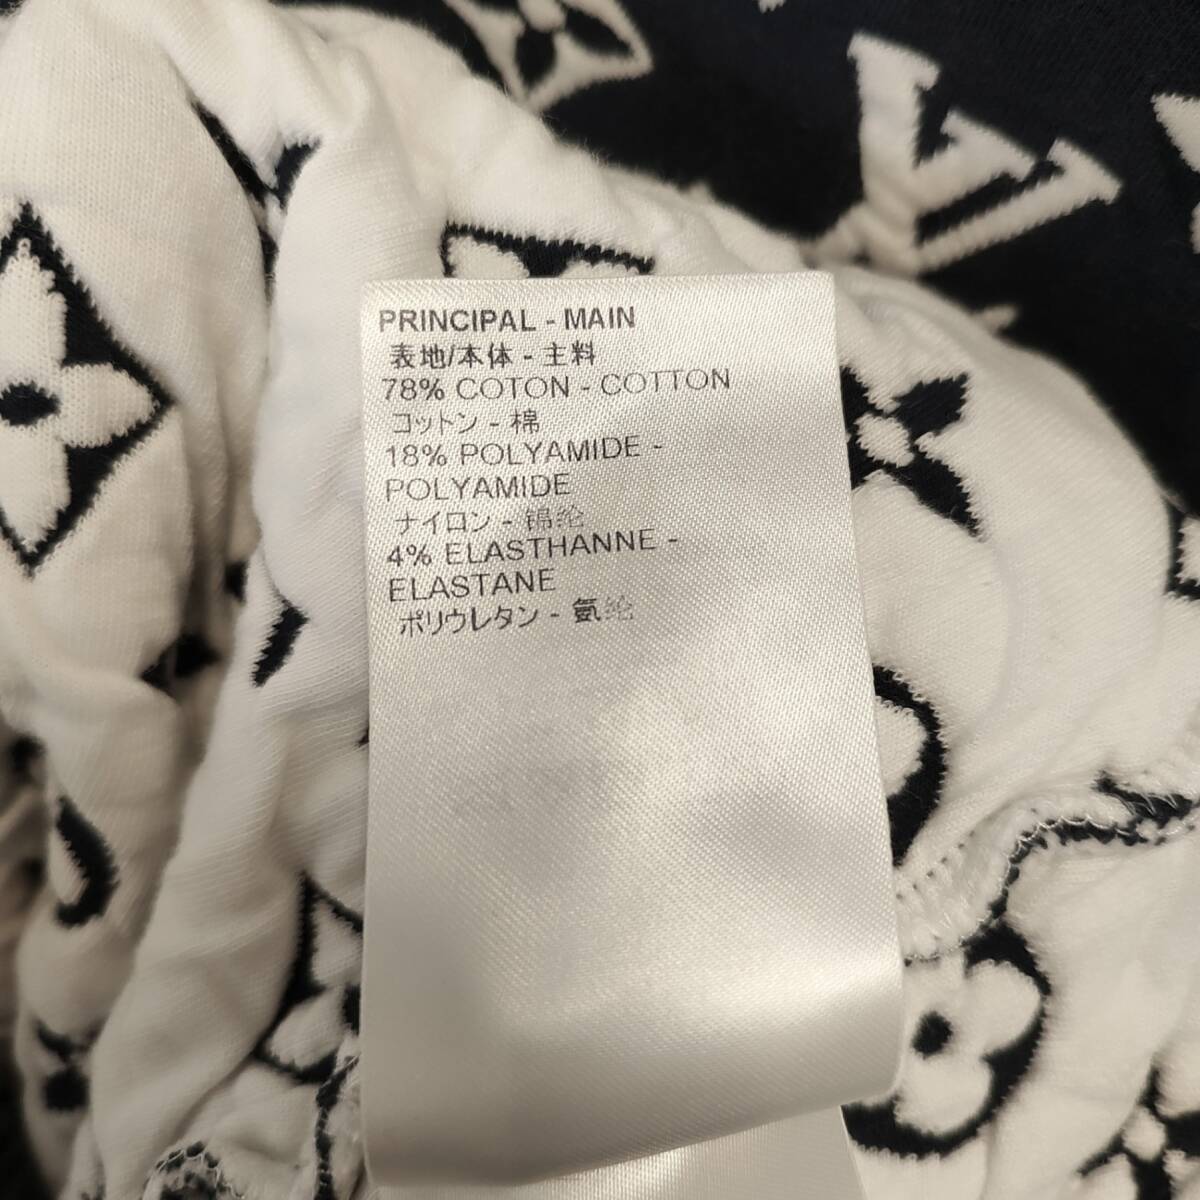 LV
PRINCIPAL - MAIN
表地/本体 - 主料
78% COTON - COTTON
コットン - 棉
18% POLYAMIDE -
POLYAMIDE
ナイロン - 锦纶
4% ELASTHANNE -
ELASTANE
ポリウレタン - 氨纶